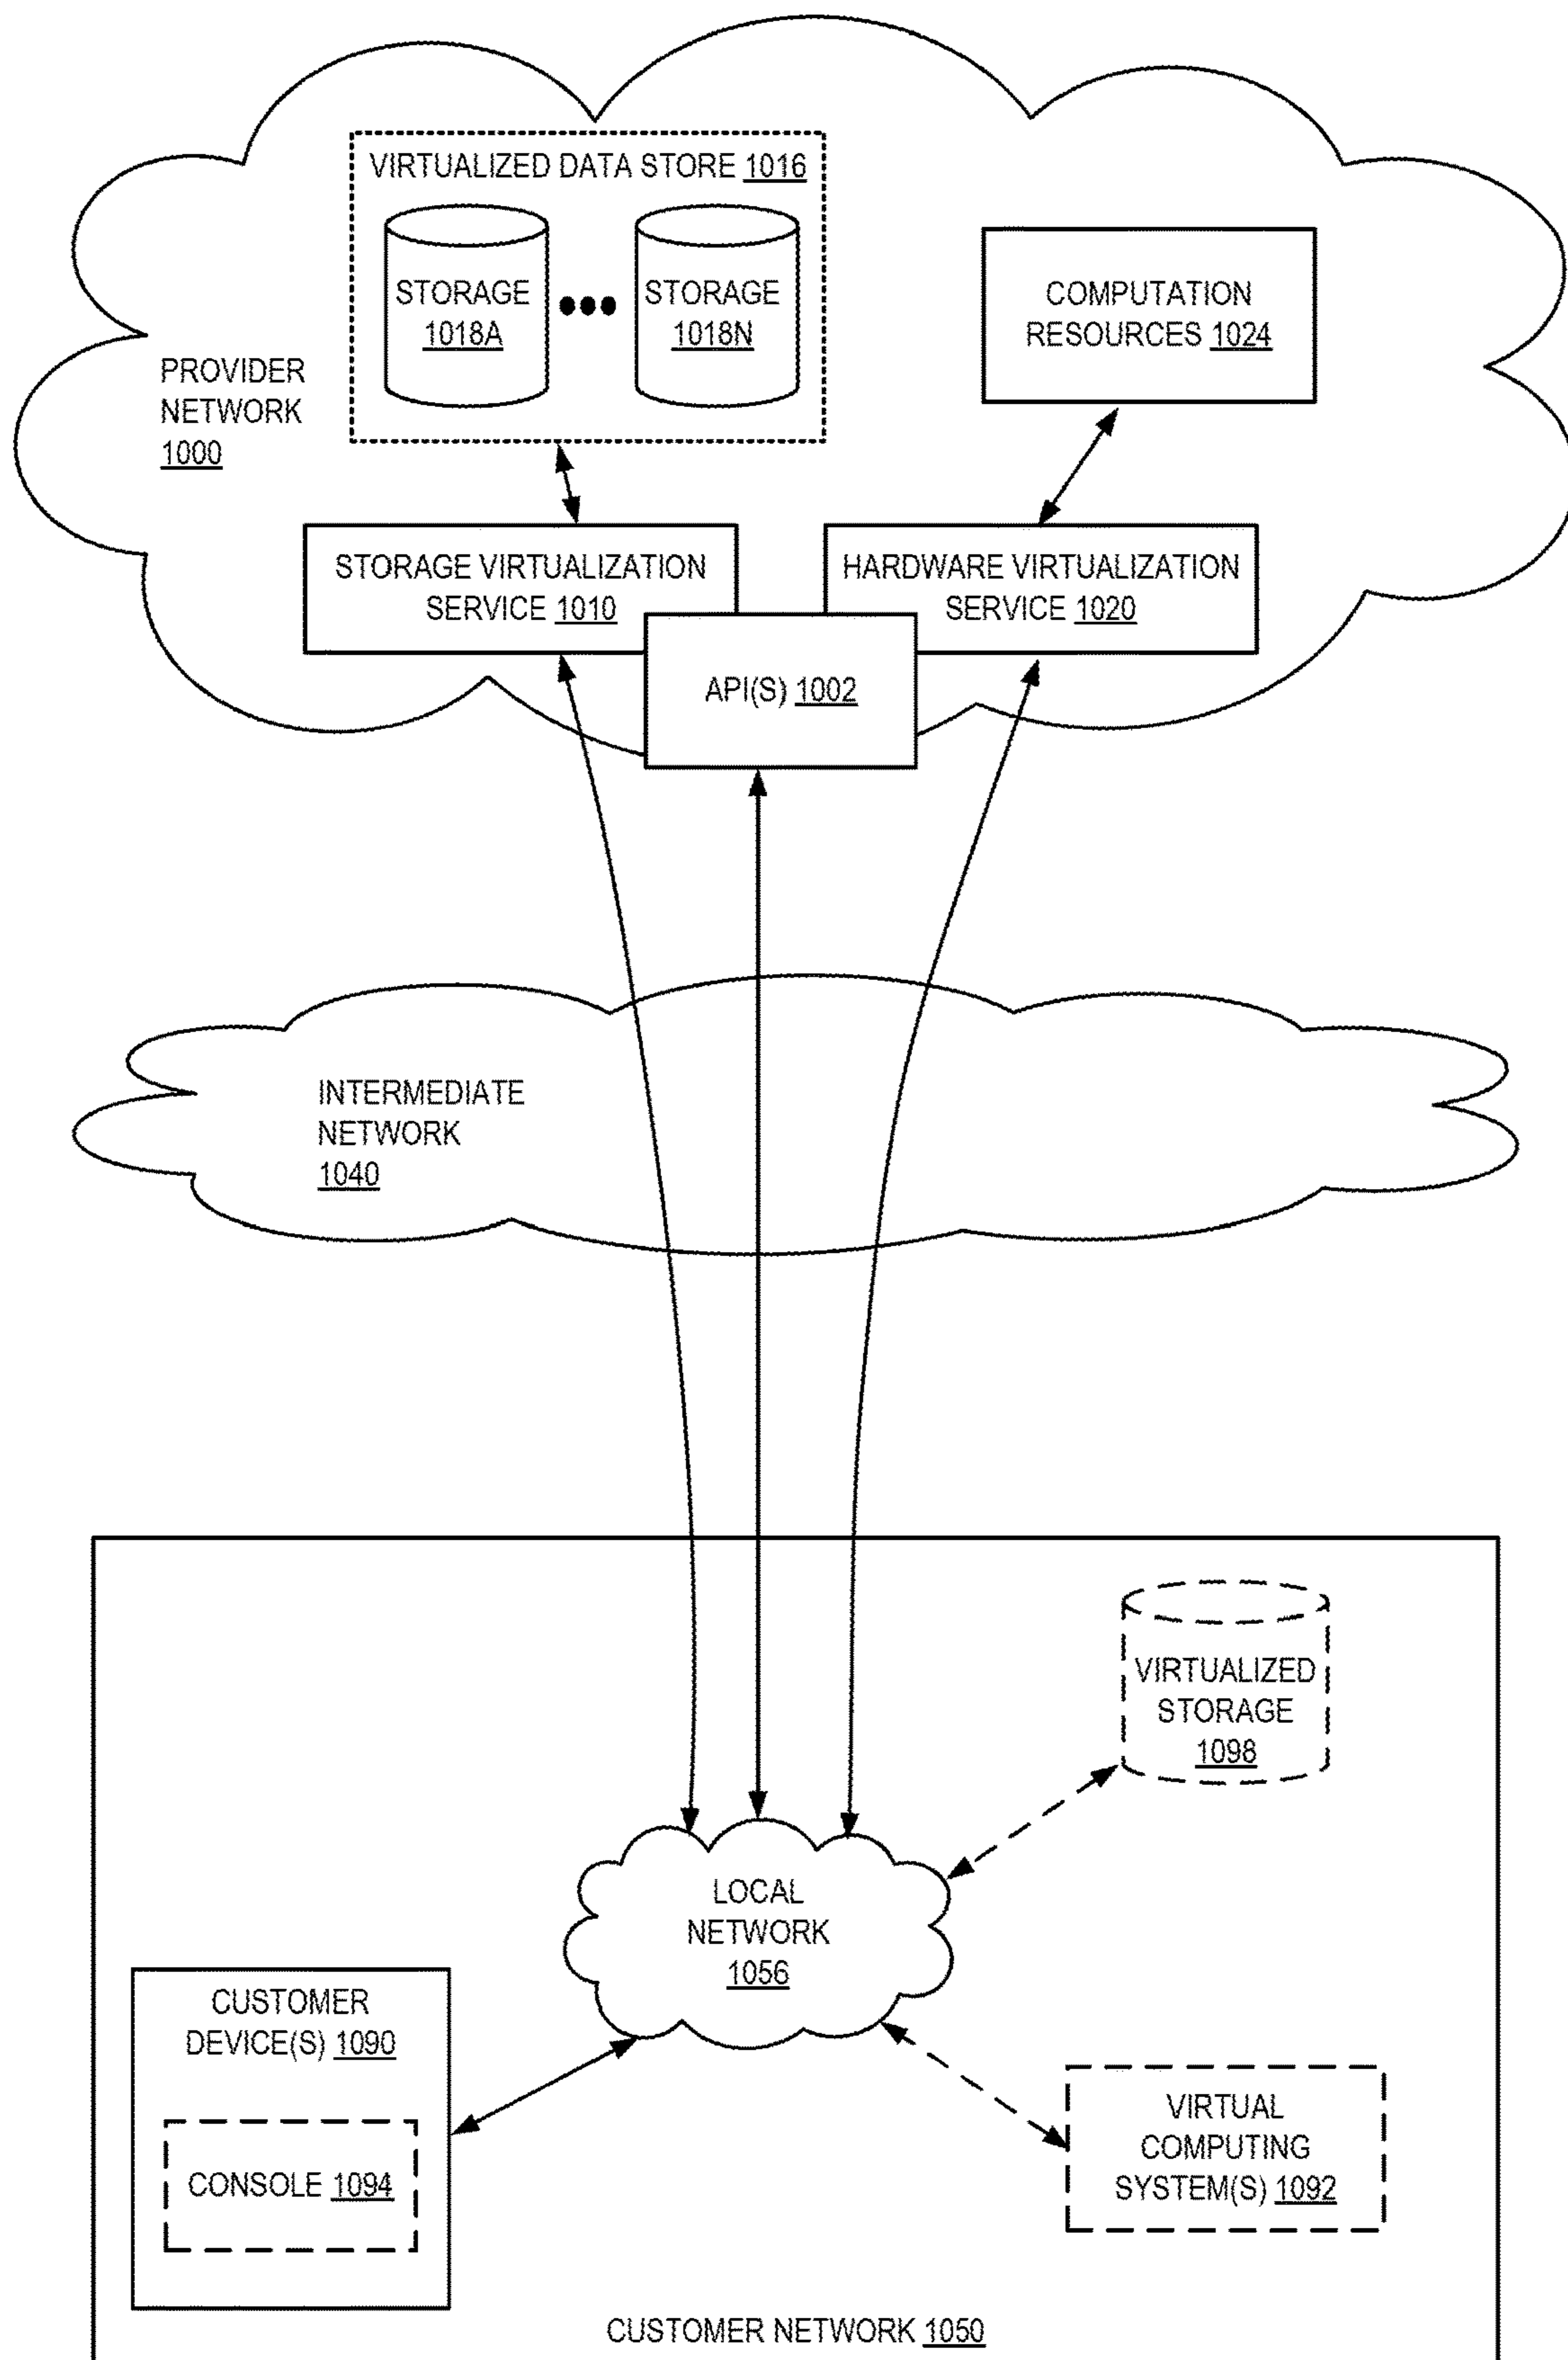 VIRTUALIZED DATA STORE 1016
STORAGE
1018A
STORAGE
1018N
COMPUTATION
RESOURCES 1024
PROVIDER
NETWORK
1000
STORAGE VIRTUALIZATION
SERVICE 1010
HARDWARE VIRTUALIZATION
SERVICE 1020
API(S) 1002
INTERMEDIATE
NETWORK
1040
VIRTUALIZED
STORAGE
1098
LOCAL
NETWORK
1056
CUSTOMER
DEVICE(S) 1090
CONSOLE 1094
VIRTUAL
COMPUTING
SYSTEM(S) 1092
CUSTOMER NETWORK 1050